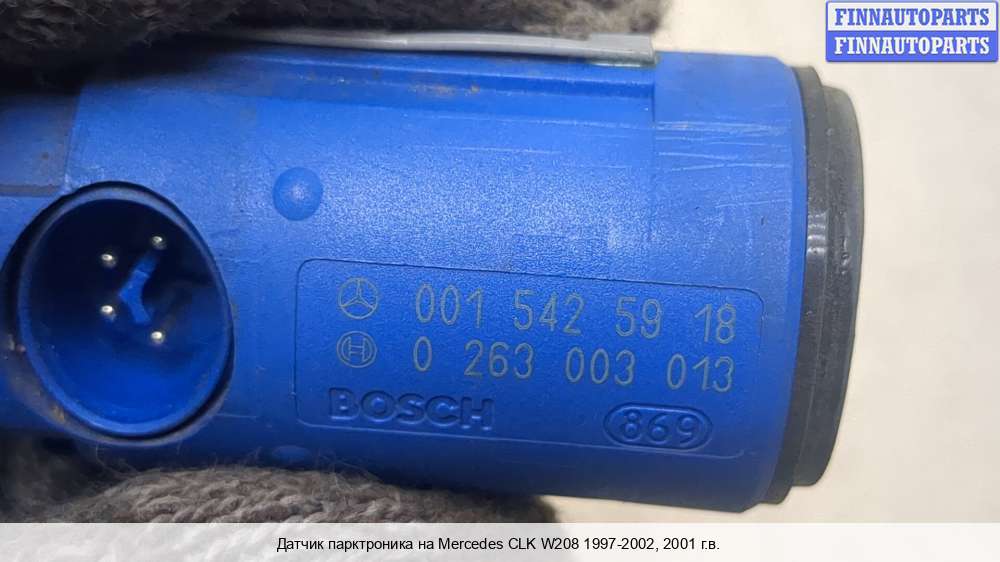 FINNAUTOPARTS
FINNAUTOPARTS
001 542 59 18
0 263 003 013
BOSCH
869
Датчик парктроника на Mercedes CLK W208 1997-2002, 2001 г.в.